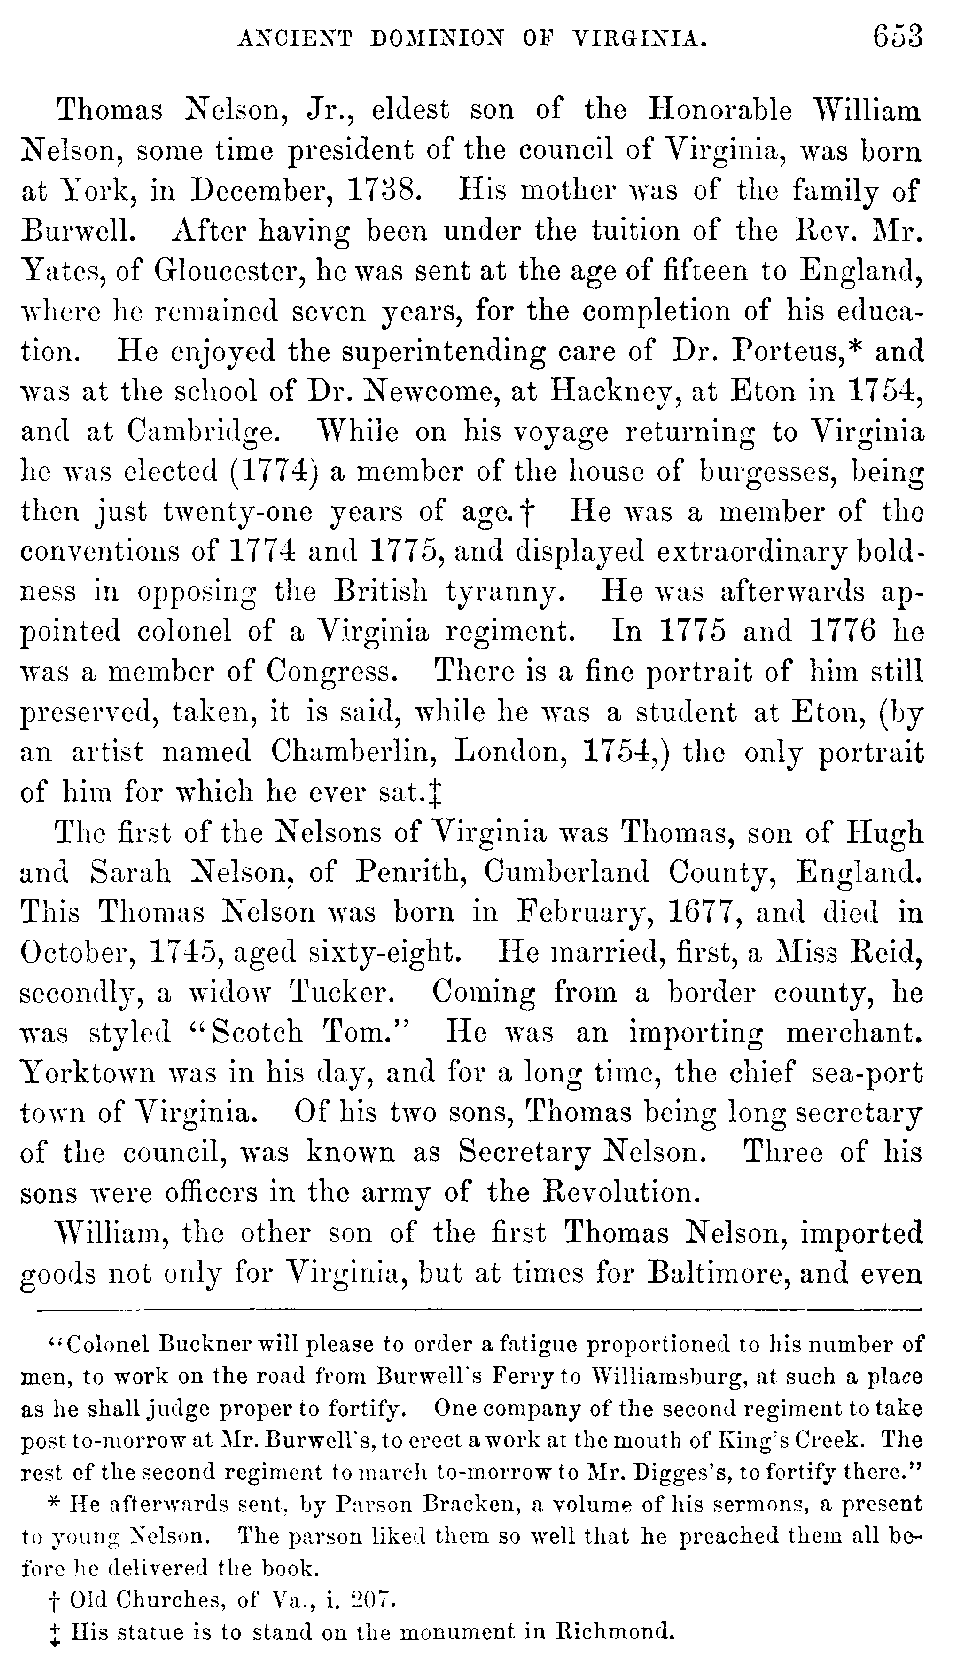 ANCIENT DOMINION OF VIRGINIA. 653
Thomas Nelson, Jr., eldest son of the Honorable William
Nelson, some time president of the council of Virginia, was born
at York, in December, 1738. His mother was of the family of
Burwell. After having been under the tuition of the Rev. Mr.
Yates, of Gloucester, he was sent at the age of fifteen to England,
where he remained seven years, for the completion of his educa-
tion. He enjoyed the superintending care of Dr. Porteus,* and
was at the school of Dr. Newcome, at Hackney, at Eton in 1754,
and at Cambridge. While on his voyage returning to Virginia
he was elected (1774) a member of the house of burgesses, being
then just twenty-one years of age.† He was a member of the
conventions of 1774 and 1775, and displayed extraordinary bold-
ness in opposing the British tyranny. He was afterwards ap-
pointed colonel of a Virginia regiment. In 1775 and 1776 he
was a member of Congress. There is a fine portrait of him still
preserved, taken, it is said, while he was a student at Eton, (by
an artist named Chamberlin, London, 1754,) the only portrait
of him for which he ever sat.‡
The first of the Nelsons of Virginia was Thomas, son of Hugh
and Sarah Nelson, of Penrith, Cumberland County, England.
This Thomas Nelson was born in February, 1677, and died in
October, 1745, aged sixty-eight. He married, first, a Miss Reid,
secondly, a widow Tucker. Coming from a border county, he
was styled "Scotch Tom." He was an importing merchant.
Yorktown was in his day, and for a long time, the chief sea-port
town of Virginia. Of his two sons, Thomas being long secretary
of the council, was known as Secretary Nelson. Three of his
sons were officers in the army of the Revolution.
William, the other son of the first Thomas Nelson, imported
goods not only for Virginia, but at times for Baltimore, and even
"Colonel Buckner will please to order a fatigue proportioned to his number of
men, to work on the road from Burwell's Ferry to Williamsburg, at such a place
as he shall judge proper to fortify. One company of the second regiment to take
post to-morrow at Mr. Burwell's, to erect a work at the mouth of King's Creek. The
rest of the second regiment to march to-morrow to Mr. Digges's, to fortify there."
* He afterwards sent, by Parson Bracken, a volume of his sermons, a present
to young Nelson. The parson liked them so well that he preached them all be-
fore he delivered the book.
† Old Churches, of Va., i. 207.
‡ His statue is to stand on the monument in Richmond.